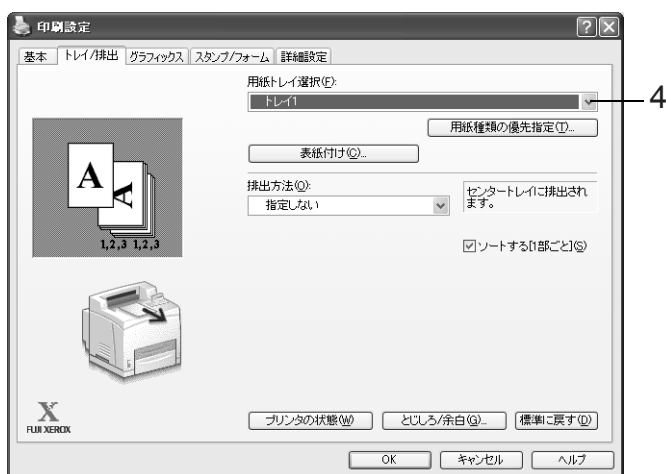 印刷設定
基本 トレイ/排出 グラフィックス スタンプ/フォーム 詳細設定
用紙トレイ選択(F):
トレイ1
4
用紙種類の優先指定(T)...
表紙付け(C)...
排出方法(O):
指定しない
センタートレイに排出され
ます。
A
A
1,2,3 1,2,3
ソートする[1部ごと](S)
X
FUJI XEROX
プリンタの状態(W) とじしろ/余白(G)... 標準に戻す(D)
OK キャンセル ヘルプ